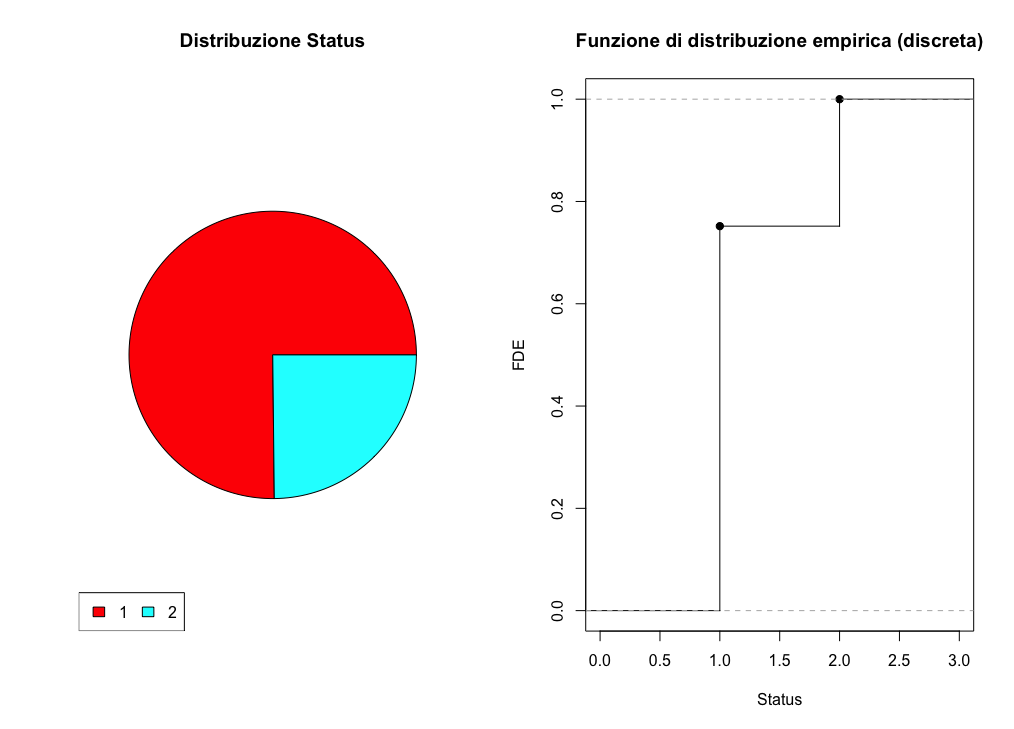 Distribuzione Status
1 2
Funzione di distribuzione empirica (discreta)
FDE
1.0
0.8
0.6
0.4
0.2
0.0
0.0 0.5 1.0 1.5 2.0 2.5 3.0
Status